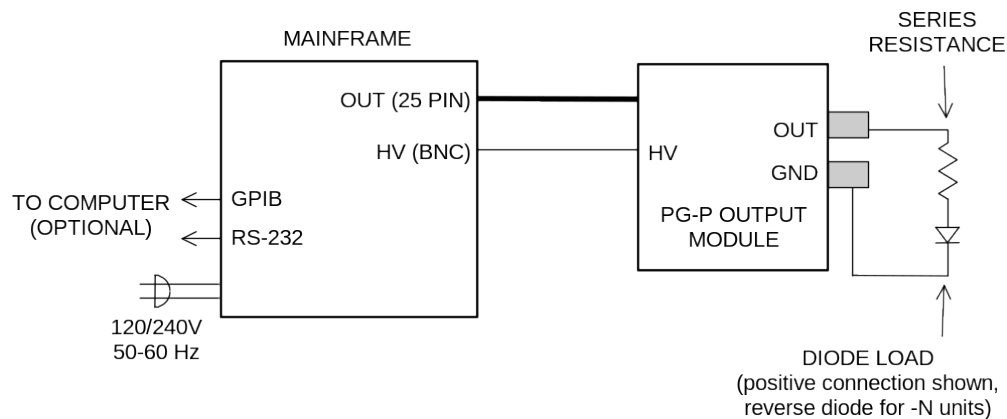 SERIES
RESISTANCE
MAINFRAME
OUT (25 PIN)
HV (BNC)
HV
OUT
GND
TO COMPUTER
(OPTIONAL)
GPIB
RS-232
PG-P OUTPUT
MODULE
120/240V
50-60 Hz
DIODE LOAD
(positive connection shown,
reverse diode for -N units)